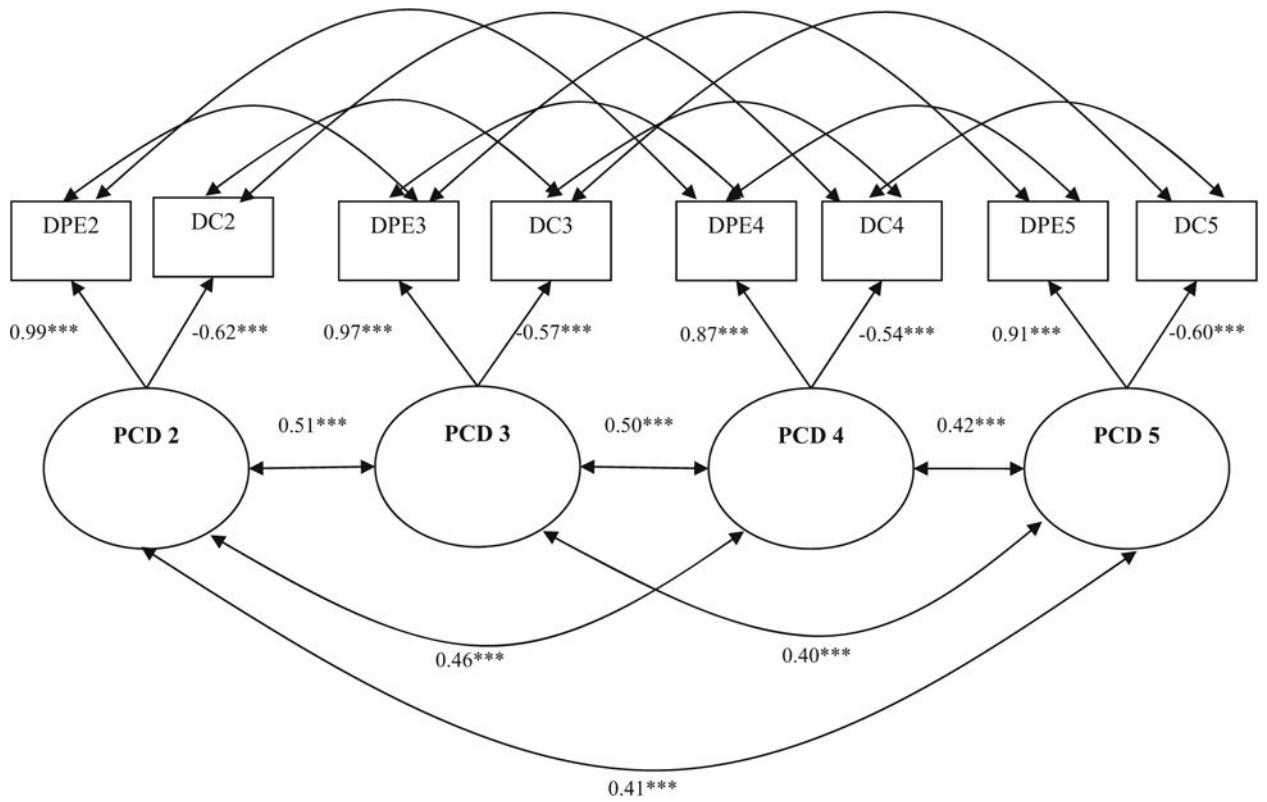 DPE2 DC2 DPE3 DC3 DPE4 DC4 DPE5 DC5
0.99*** -0.62*** 0.97*** -0.57*** 0.87*** -0.54*** 0.91*** -0.60***
PCD 2 0.51*** PCD 3 0.50*** PCD 4 0.42*** PCD 5
0.46*** 0.40***
0.41***